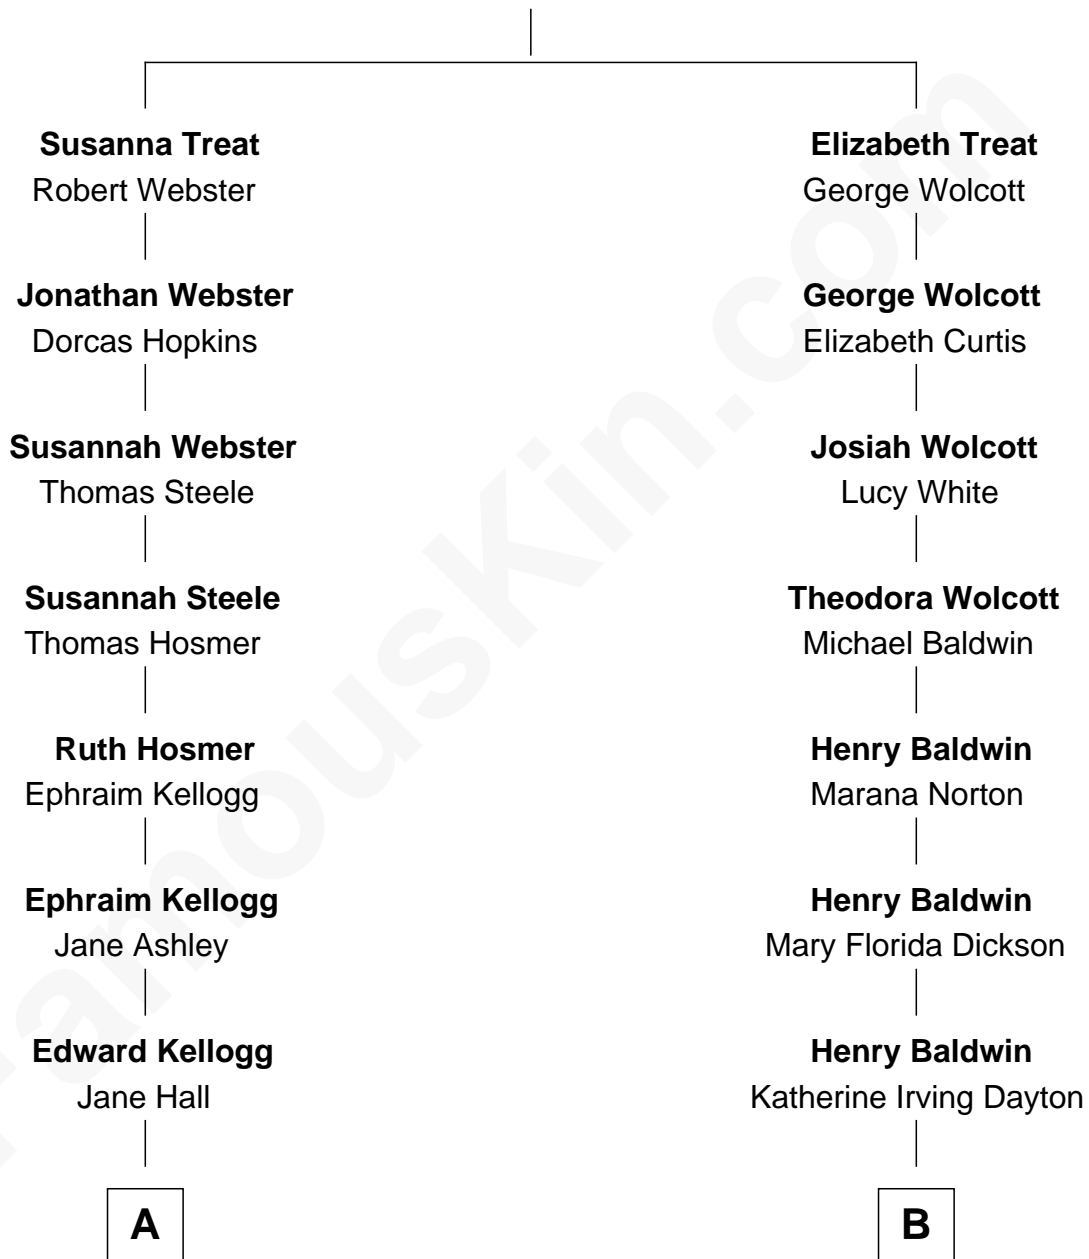 Susanna Treat
Robert Webster
Jonathan Webster
Dorcas Hopkins
Susannah Webster
Thomas Steele
Susannah Steele
Thomas Hosmer
Ruth Hosmer
Ephraim Kellogg
Ephraim Kellogg
Jane Ashley
Edward Kellogg
Jane Hall
A
Elizabeth Treat
George Wolcott
George Wolcott
Elizabeth Curtis
Josiah Wolcott
Lucy White
Theodora Wolcott
Michael Baldwin
Henry Baldwin
Marana Norton
Henry Baldwin
Mary Florida Dickson
Henry Baldwin
Katherine Irving Dayton
B
FamousKin.com